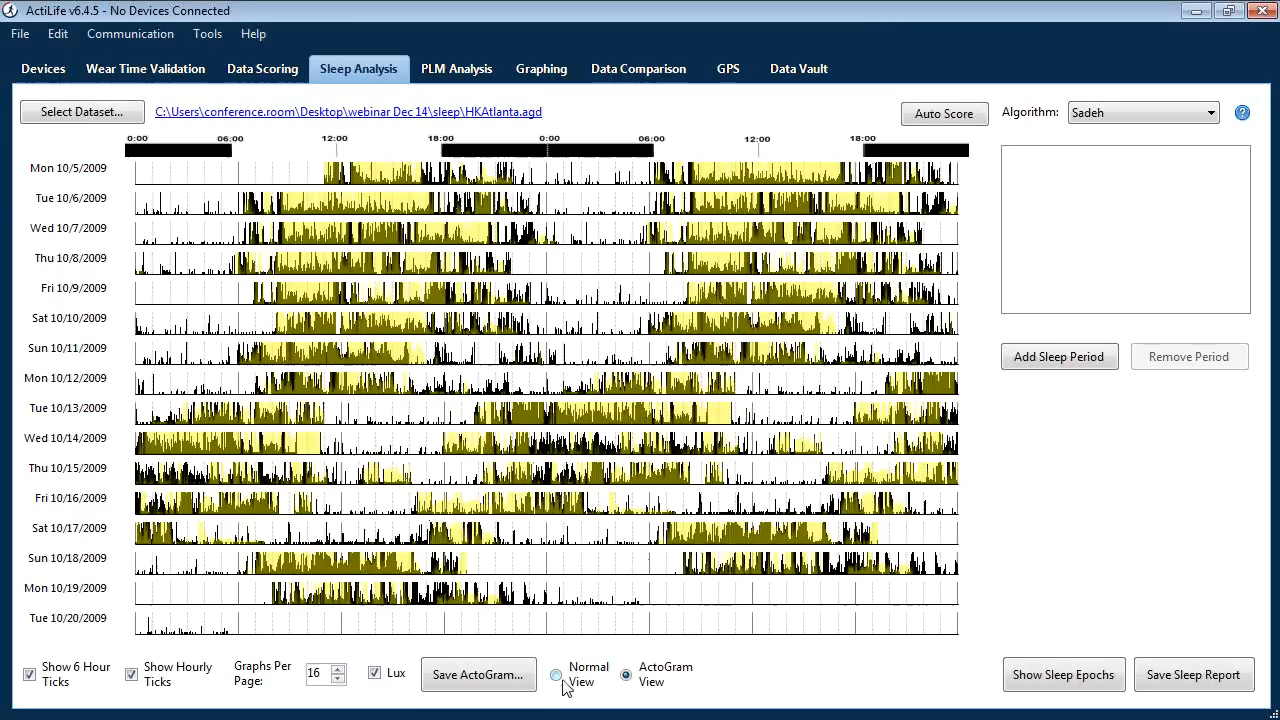 ActiLife v6.4.5 - No Devices Connected
File Edit Communication Tools Help
Devices Wear Time Validation Data Scoring Sleep Analysis PLM Analysis Graphing Data Comparison GPS Data Vault
Select Dataset... C:\Users\conference.room\Desktop\webinar Dec 14\sleep\HKAtlanta.agd Auto Score Algorithm: Sadeh
0:00 06:00 12:00 18:00 0:00 06:00 12:00 18:00
Mon 10/5/2009
Tue 10/6/2009
Wed 10/7/2009
Thu 10/8/2009
Fri 10/9/2009
Sat 10/10/2009
Sun 10/11/2009
Add Sleep Period Remove Period
Mon 10/12/2009
Tue 10/13/2009
Wed 10/14/2009
Thu 10/15/2009
Fri 10/16/2009
Sat 10/17/2009
Sun 10/18/2009
Mon 10/19/2009
Tue 10/20/2009
Show 6 Hour Ticks
Show Hourly Ticks
Graphs Per Page: 16
Lux
Save ActoGram...
Normal View
ActoGram View
Show Sleep Epochs
Save Sleep Report